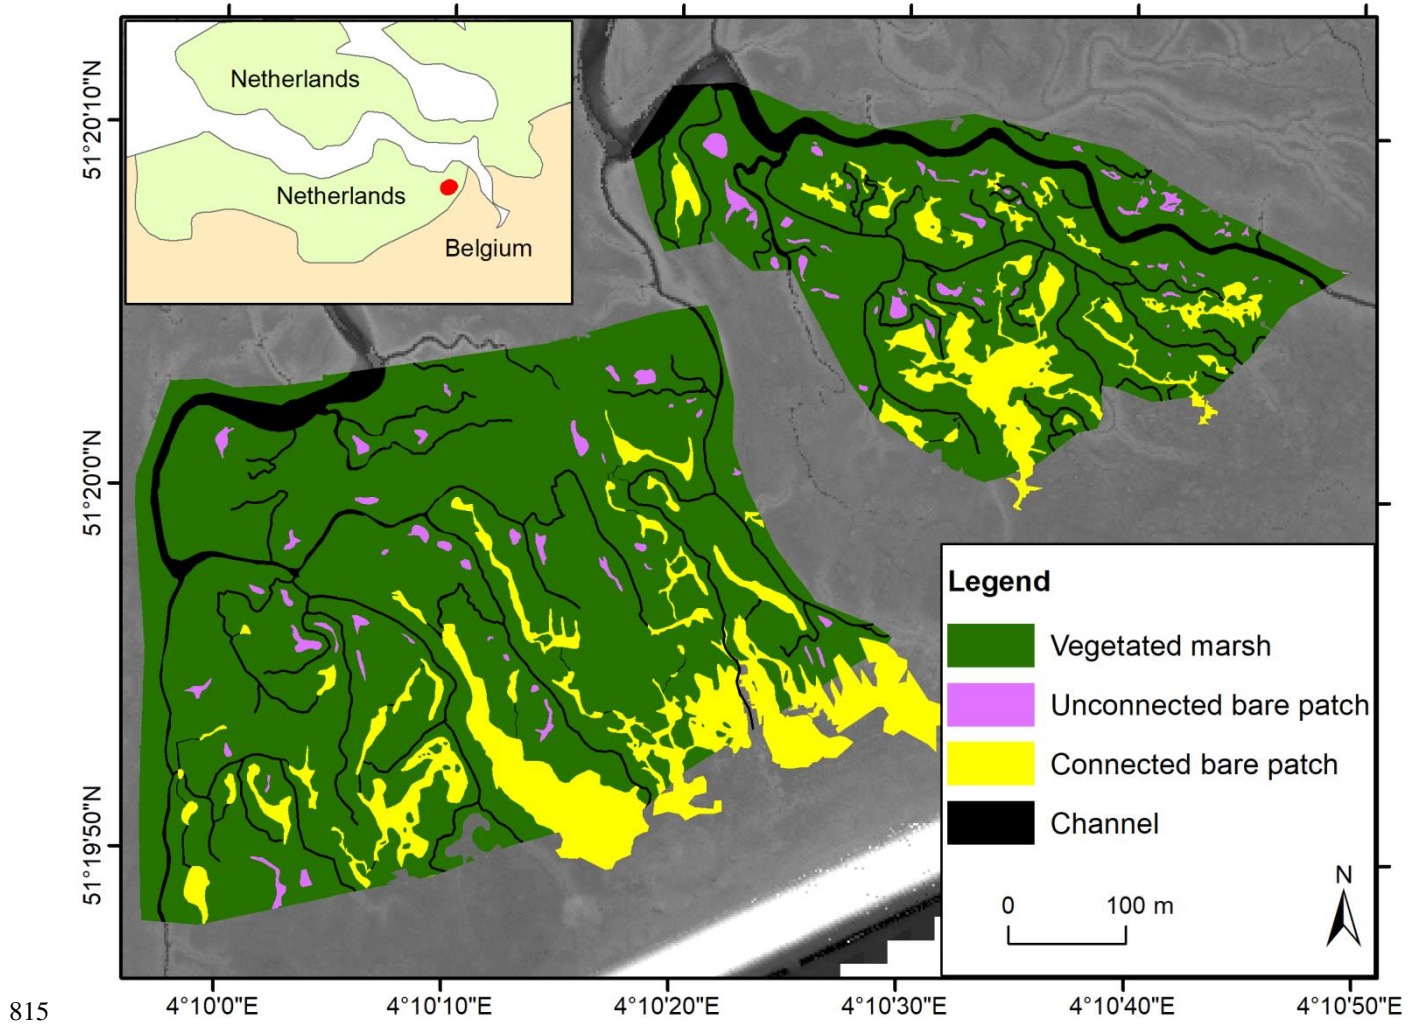 Netherlands
Netherlands
Belgium
51°20'10"N
51°20'0"N
51°19'50"N
Legend
Vegetated marsh
Unconnected bare patch
Connected bare patch
Channel
0 100 m
N
4°10'0"E 4°10'10"E 4°10'20"E 4°10'30"E 4°10'40"E 4°10'50"E
815